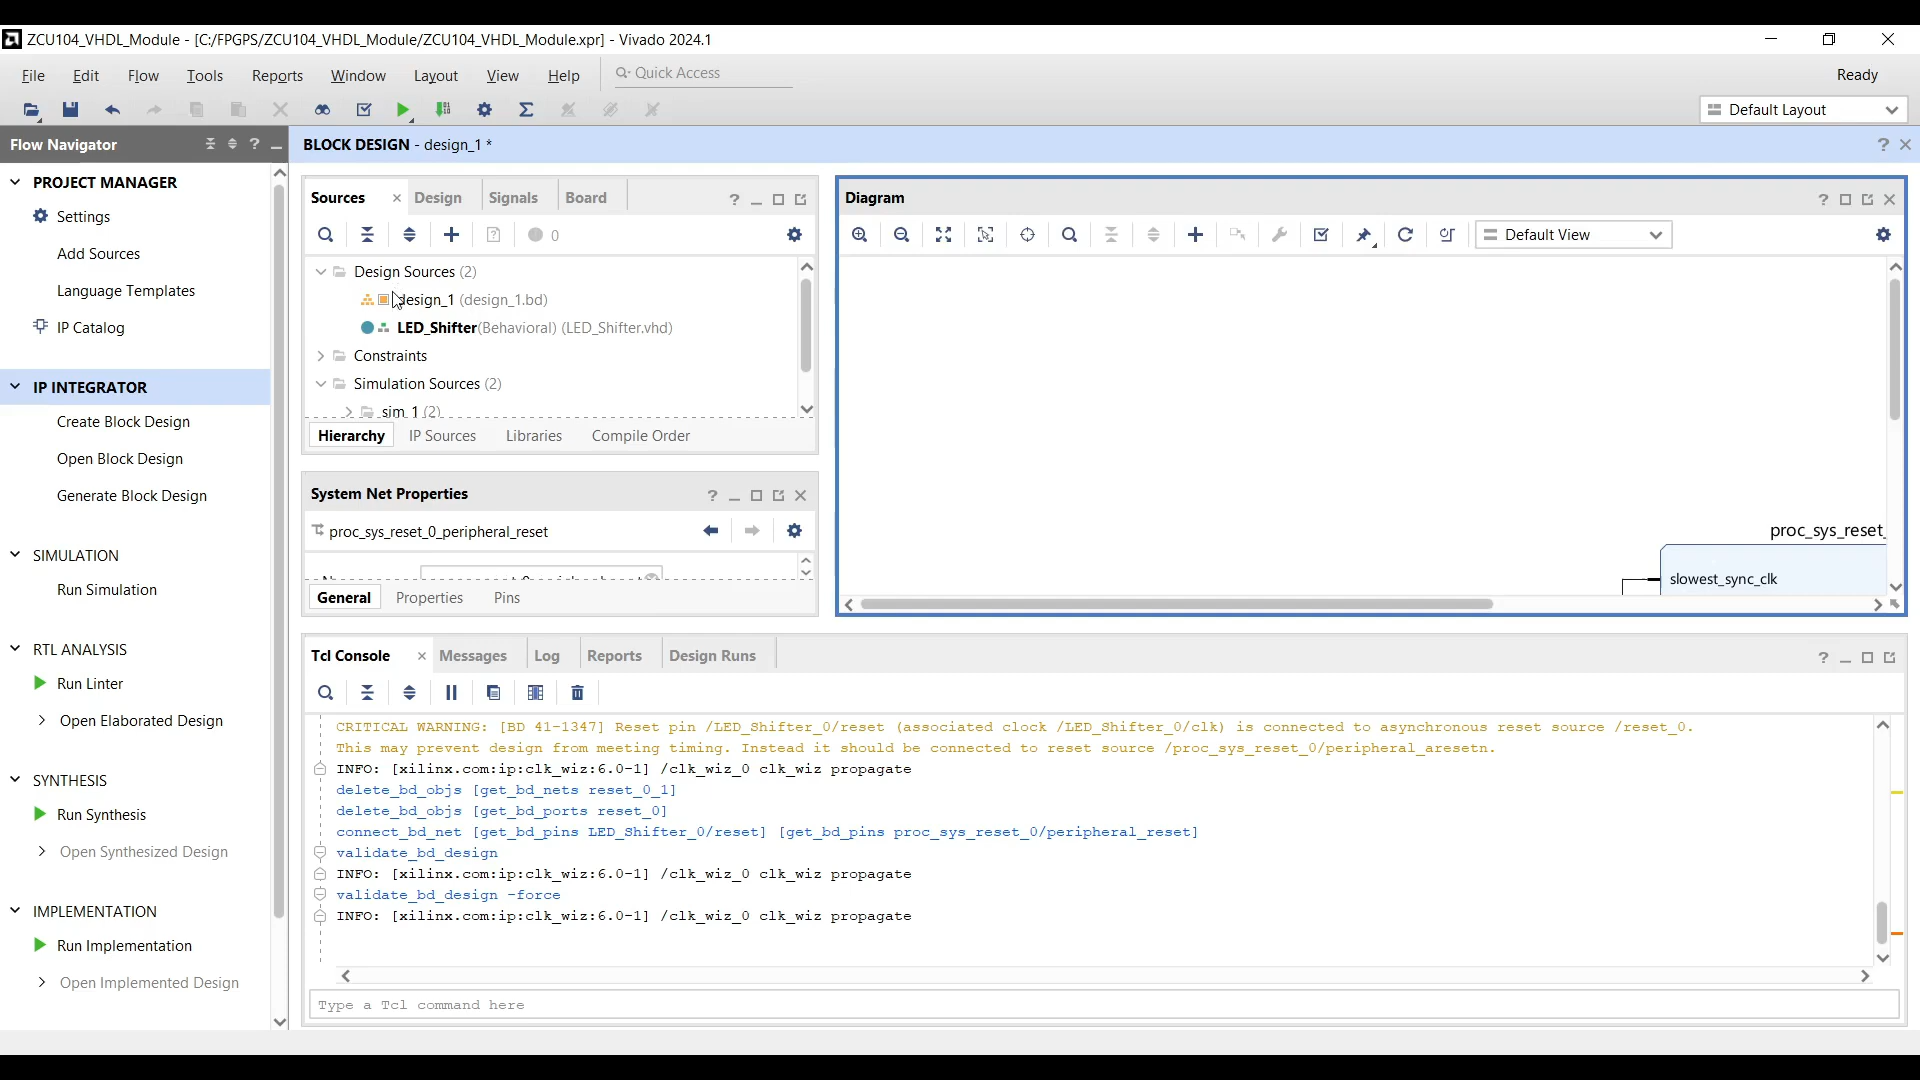 ZCU104_VHDL_Module - [C:/FPGPS/ZCU104_VHDL_Module/ZCU104_VHDL_Module.xpr] - Vivado 2024.1
File Edit Flow Tools Reports Window Layout View Help Quick Access Ready
Default Layout
Flow Navigator
PROJECT MANAGER
Settings
Add Sources
Language Templates
IP Catalog
IP INTEGRATOR
Create Block Design
Open Block Design
Generate Block Design
SIMULATION
Run Simulation
RTL ANALYSIS
Run Linter
Open Elaborated Design
SYNTHESIS
Run Synthesis
Open Synthesized Design
IMPLEMENTATION
Run Implementation
Open Implemented Design
BLOCK DESIGN - design_1 *
Sources Design Signals Board
0
Design Sources (2)
design_1 (design_1.bd)
LED_Shifter(Behavioral) (LED_Shifter.vhd)
Constraints
Simulation Sources (2)
sim_1 (2)
Hierarchy IP Sources Libraries Compile Order
System Net Properties
proc_sys_reset_0_peripheral_reset
General Properties Pins
Diagram
Default View
proc_sys_reset_
slowest_sync_clk
Tcl Console Messages Log Reports Design Runs
CRITICAL WARNING: [BD 41-1347] Reset pin /LED_Shifter_0/reset (associated clock /LED_Shifter_0/clk) is connected to asynchronous reset source /reset_0.
This may prevent design from meeting timing. Instead it should be connected to reset source /proc_sys_reset_0/peripheral_aresetn.
INFO: [xilinx.com:ip:clk_wiz:6.0-1] /clk_wiz_0 clk_wiz propagate
delete_bd_objs [get_bd_nets reset_0_1]
delete_bd_objs [get_bd_ports reset_0]
connect_bd_net [get_bd_pins LED_Shifter_0/reset] [get_bd_pins proc_sys_reset_0/peripheral_reset]
validate_bd_design
INFO: [xilinx.com:ip:clk_wiz:6.0-1] /clk_wiz_0 clk_wiz propagate
validate_bd_design -force
INFO: [xilinx.com:ip:clk_wiz:6.0-1] /clk_wiz_0 clk_wiz propagate
Type a Tcl command here